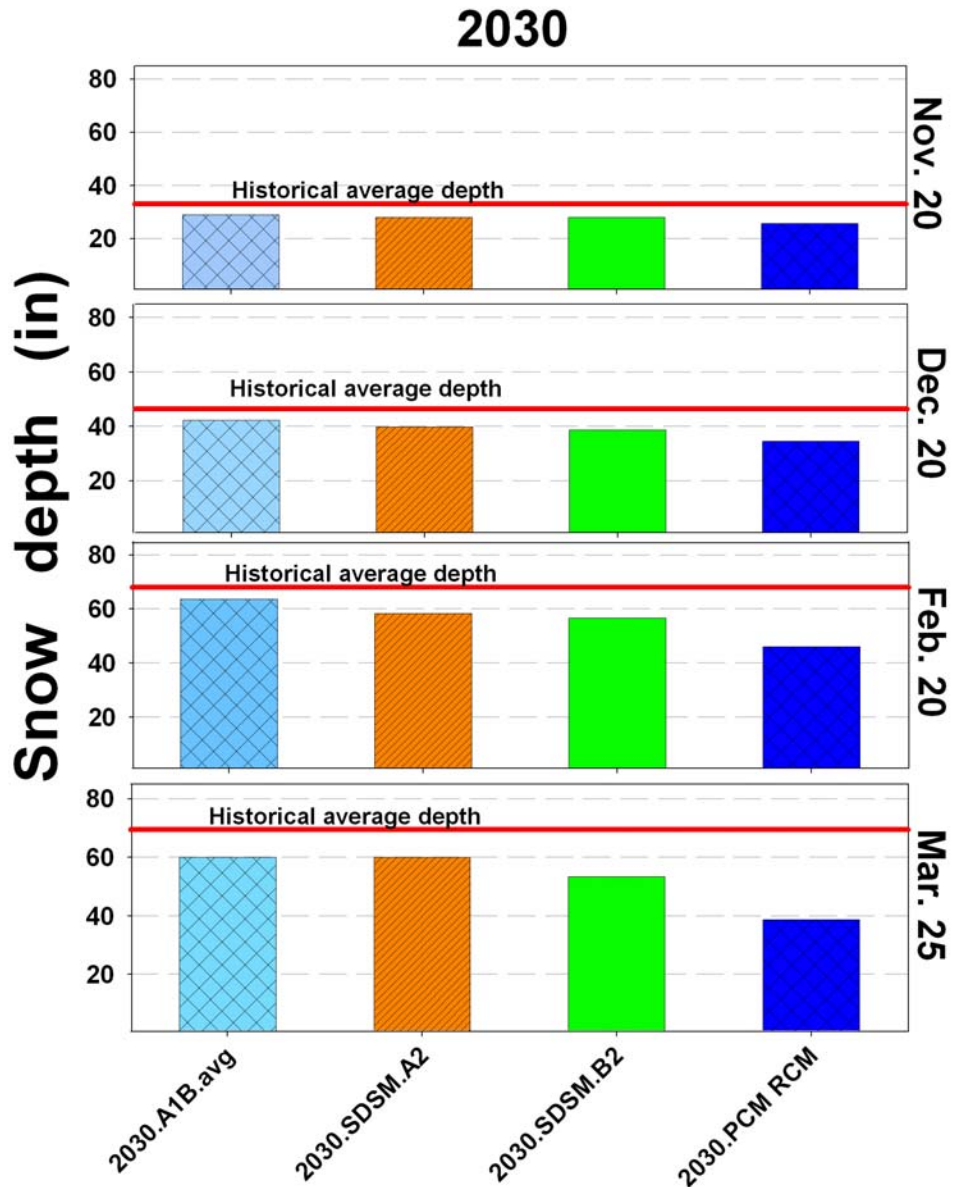 2030
Snow depth (in)
80
60
40
20
Historical average depth
Nov. 20
80
60
40
20
Historical average depth
Dec. 20
80
60
40
20
Historical average depth
Feb. 20
80
60
40
20
Historical average depth
Mar. 25
2030.A1B.avg
2030.SDSM.A2
2030.SDSM.B2
2030.PCM RCM